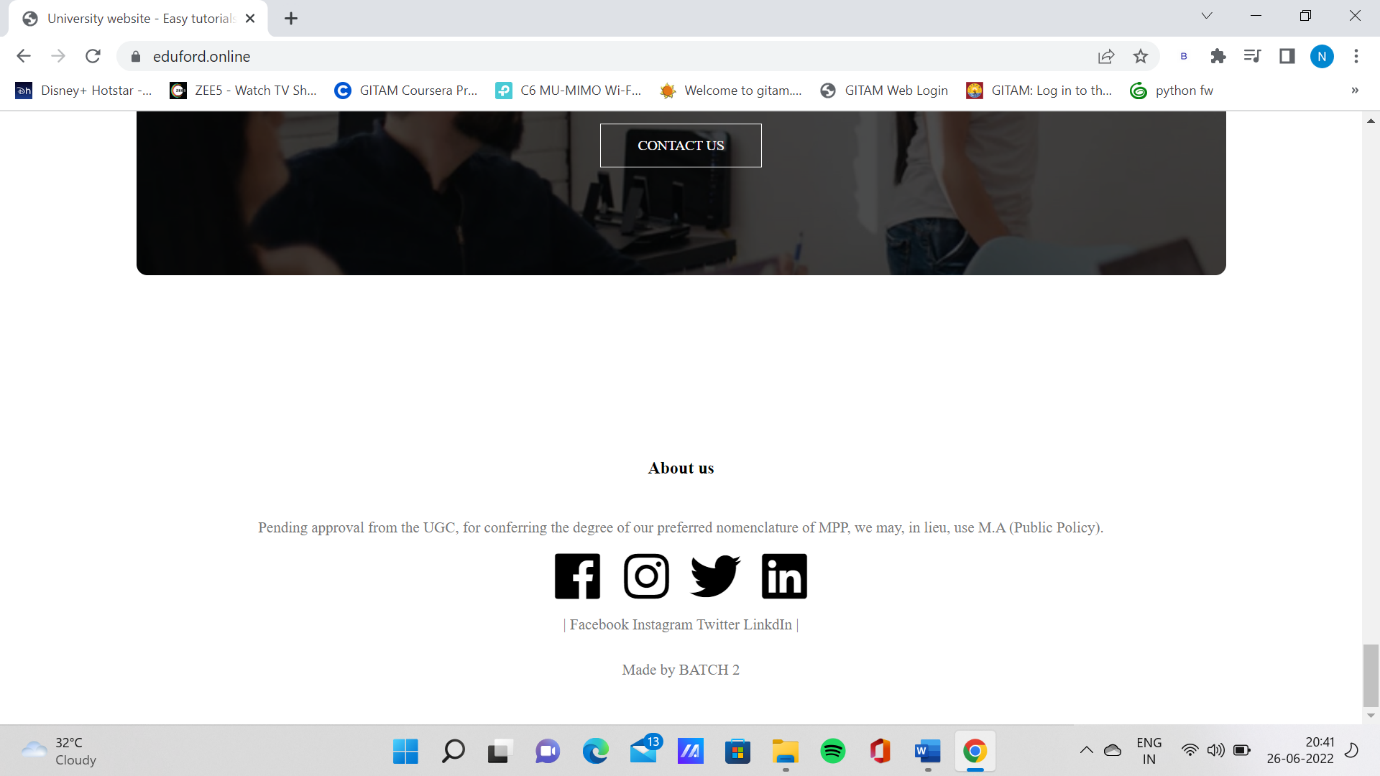 University website - Easy tutorials
eduford.online
B
N
Disney+ Hotstar -...
ZEE5 - Watch TV Sh...
GITAM Coursera Pr...
C6 MU-MIMO Wi-F...
Welcome to gitam....
GITAM Web Login
GITAM: Log in to th...
python fw
»
CONTACT US
About us
Pending approval from the UGC, for conferring the degree of our preferred nomenclature of MPP, we may, in lieu, use M.A (Public Policy).
| Facebook Instagram Twitter LinkdIn |
Made by BATCH 2
32°C
Cloudy
13
ENG
IN
20:41
26-06-2022